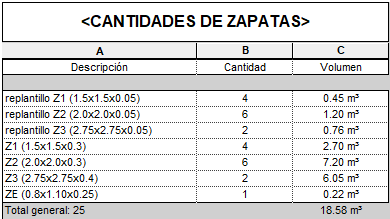 <CANTIDADES DE ZAPATAS>
A B C
Descripción Cantidad Volumen
replantillo Z1 (1.5x1.5x0.05) 4 0.45 m³
replantillo Z2 (2.0x2.0x0.05) 6 1.20 m³
replantillo Z3 (2.75x2.75x0.05) 2 0.76 m³
Z1 (1.5x1.5x0.3) 4 2.70 m³
Z2 (2.0x2.0x0.3) 6 7.20 m³
Z3 (2.75x2.75x0.4) 2 6.05 m³
ZE (0.8x1.10x0.25) 1 0.22 m³
Total general: 25 18.58 m³